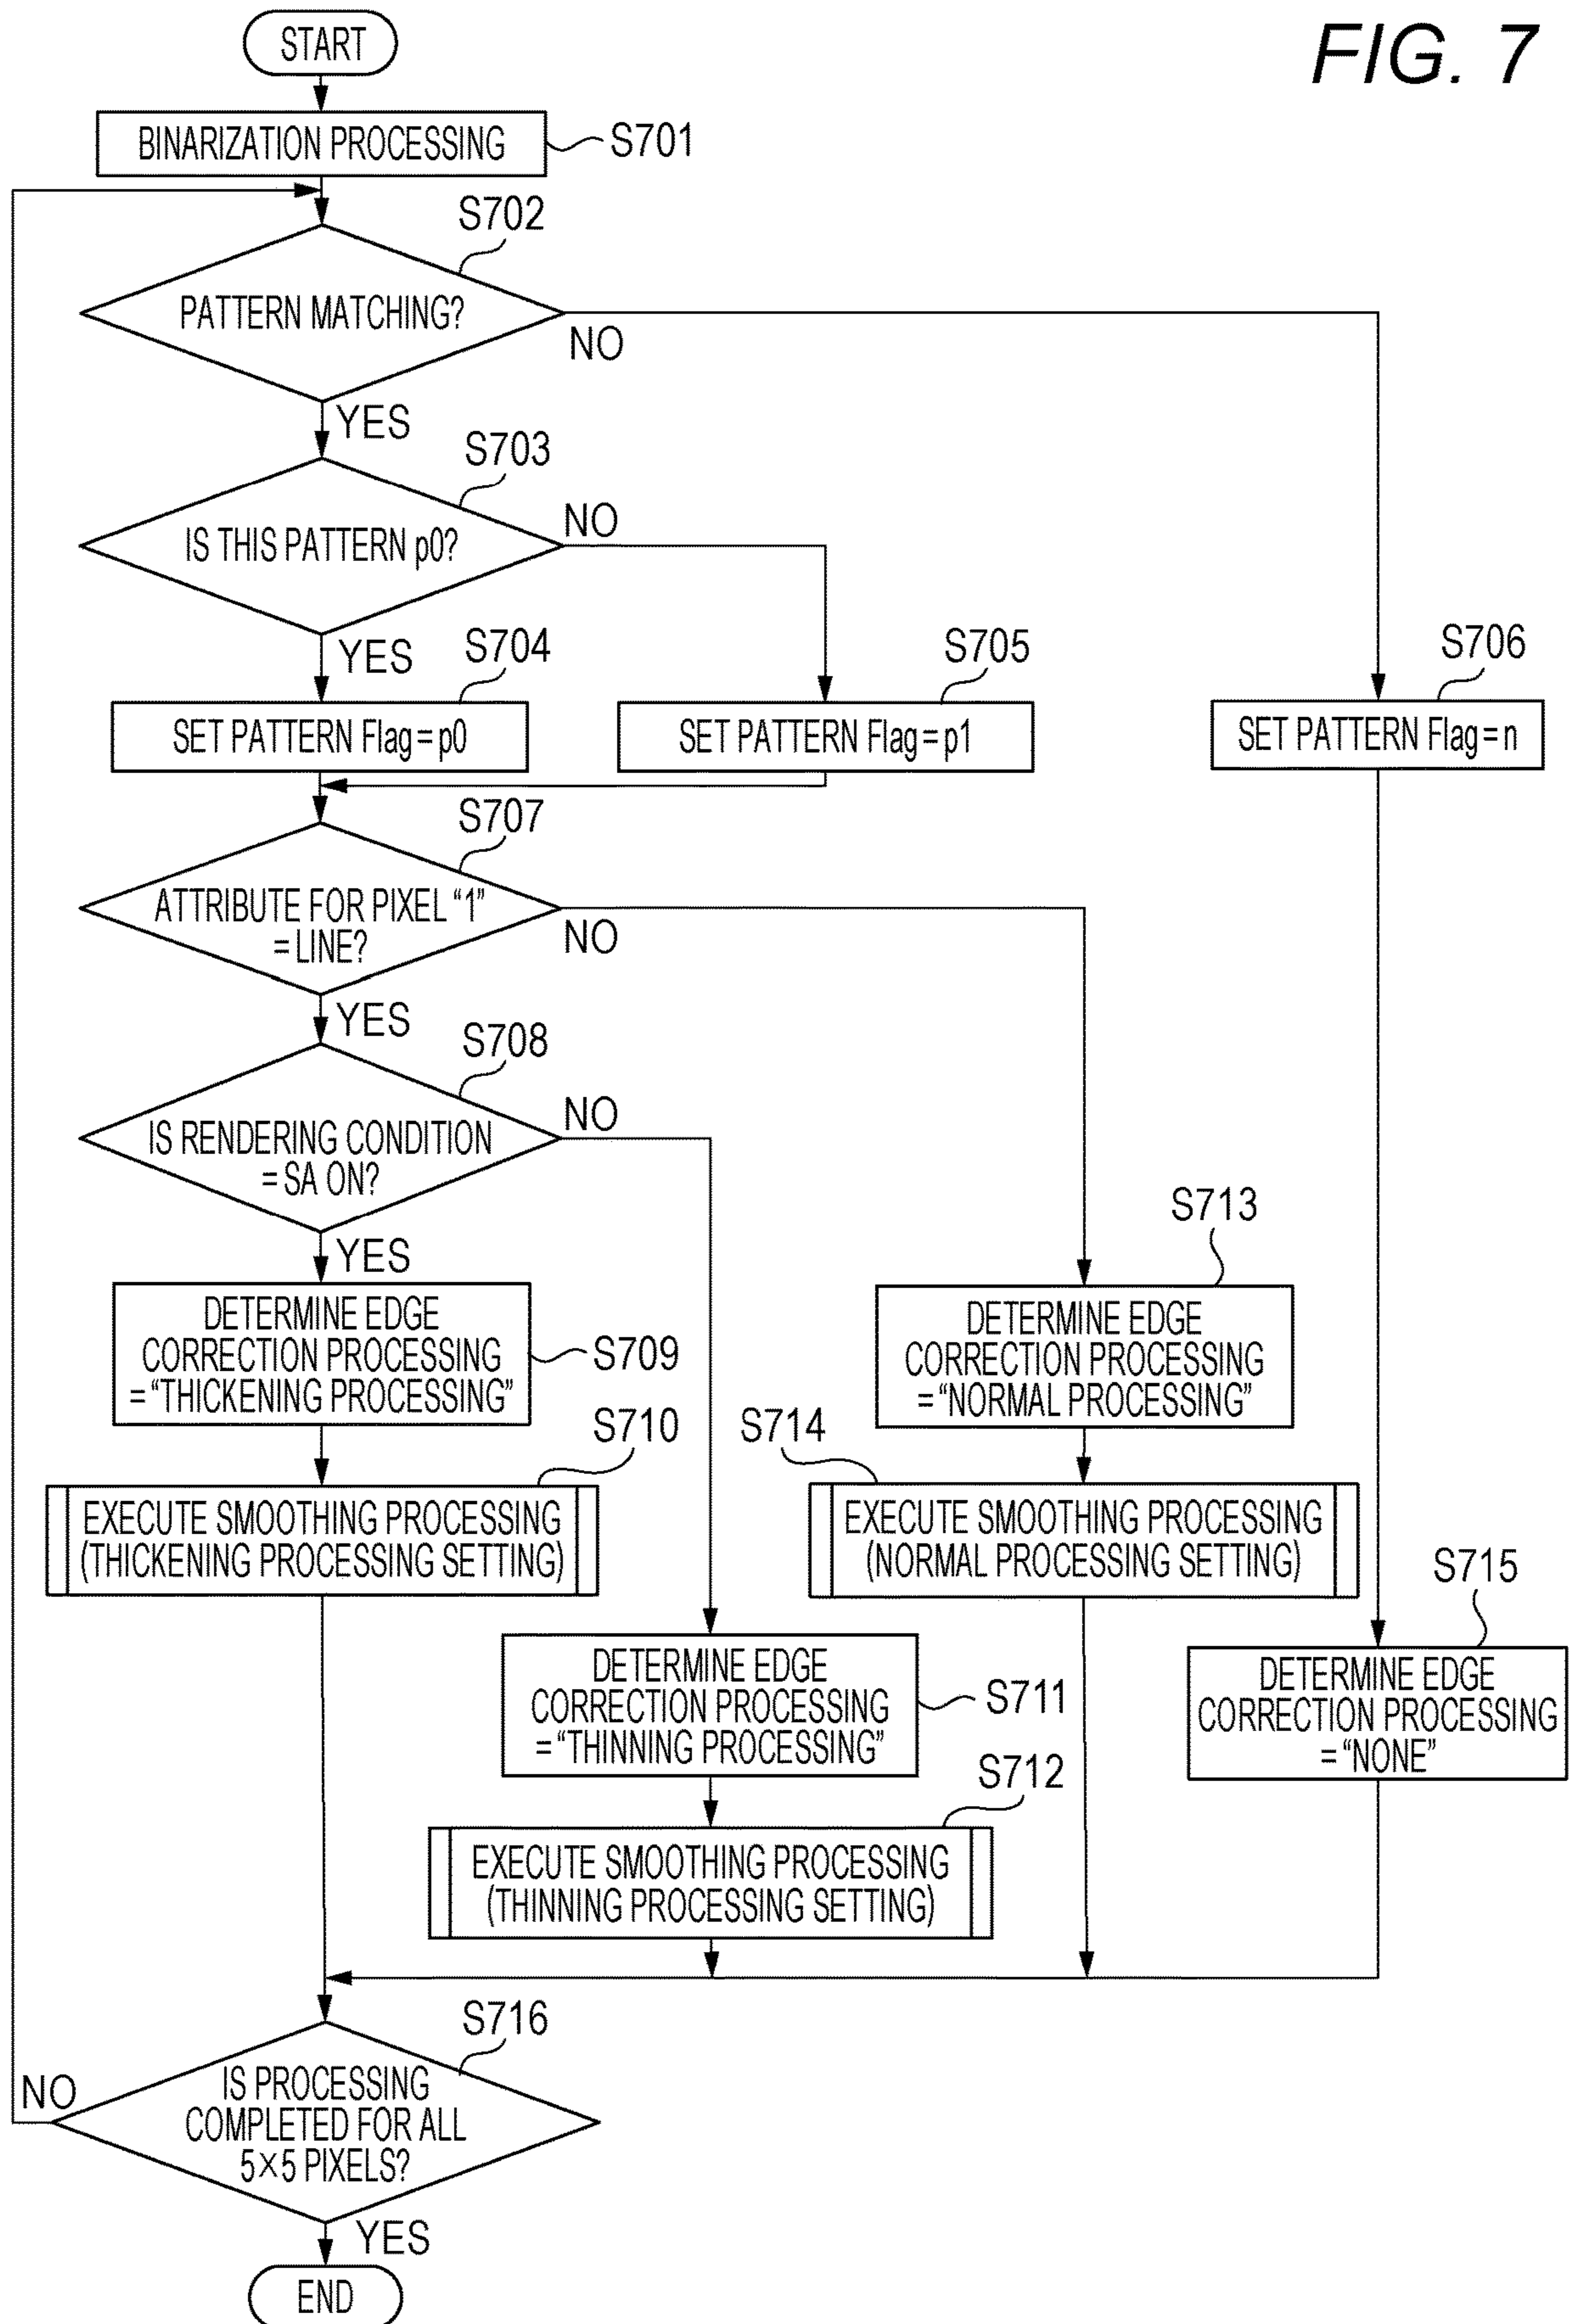 FIG. 7
START
BINARIZATION PROCESSING
S701
S702
PATTERN MATCHING?
NO
YES
S703
IS THIS PATTERN p0?
NO
YES
S704
SET PATTERN Flag = p0
S705
SET PATTERN Flag = p1
S706
SET PATTERN Flag = n
S707
ATTRIBUTE FOR PIXEL “1”
= LINE?
NO
YES
S708
IS RENDERING CONDITION
= SA ON?
NO
YES
DETERMINE EDGE
CORRECTION PROCESSING
= “THICKENING PROCESSING”
S709
S710
EXECUTE SMOOTHING PROCESSING
(THICKENING PROCESSING SETTING)
DETERMINE EDGE
CORRECTION PROCESSING
= “THINNING PROCESSING”
S711
S712
EXECUTE SMOOTHING PROCESSING
(THINNING PROCESSING SETTING)
S713
DETERMINE EDGE
CORRECTION PROCESSING
= “NORMAL PROCESSING”
S714
EXECUTE SMOOTHING PROCESSING
(NORMAL PROCESSING SETTING)
S715
DETERMINE EDGE
CORRECTION PROCESSING
= “NONE”
S716
IS PROCESSING
COMPLETED FOR ALL
5×5 PIXELS?
NO
YES
END